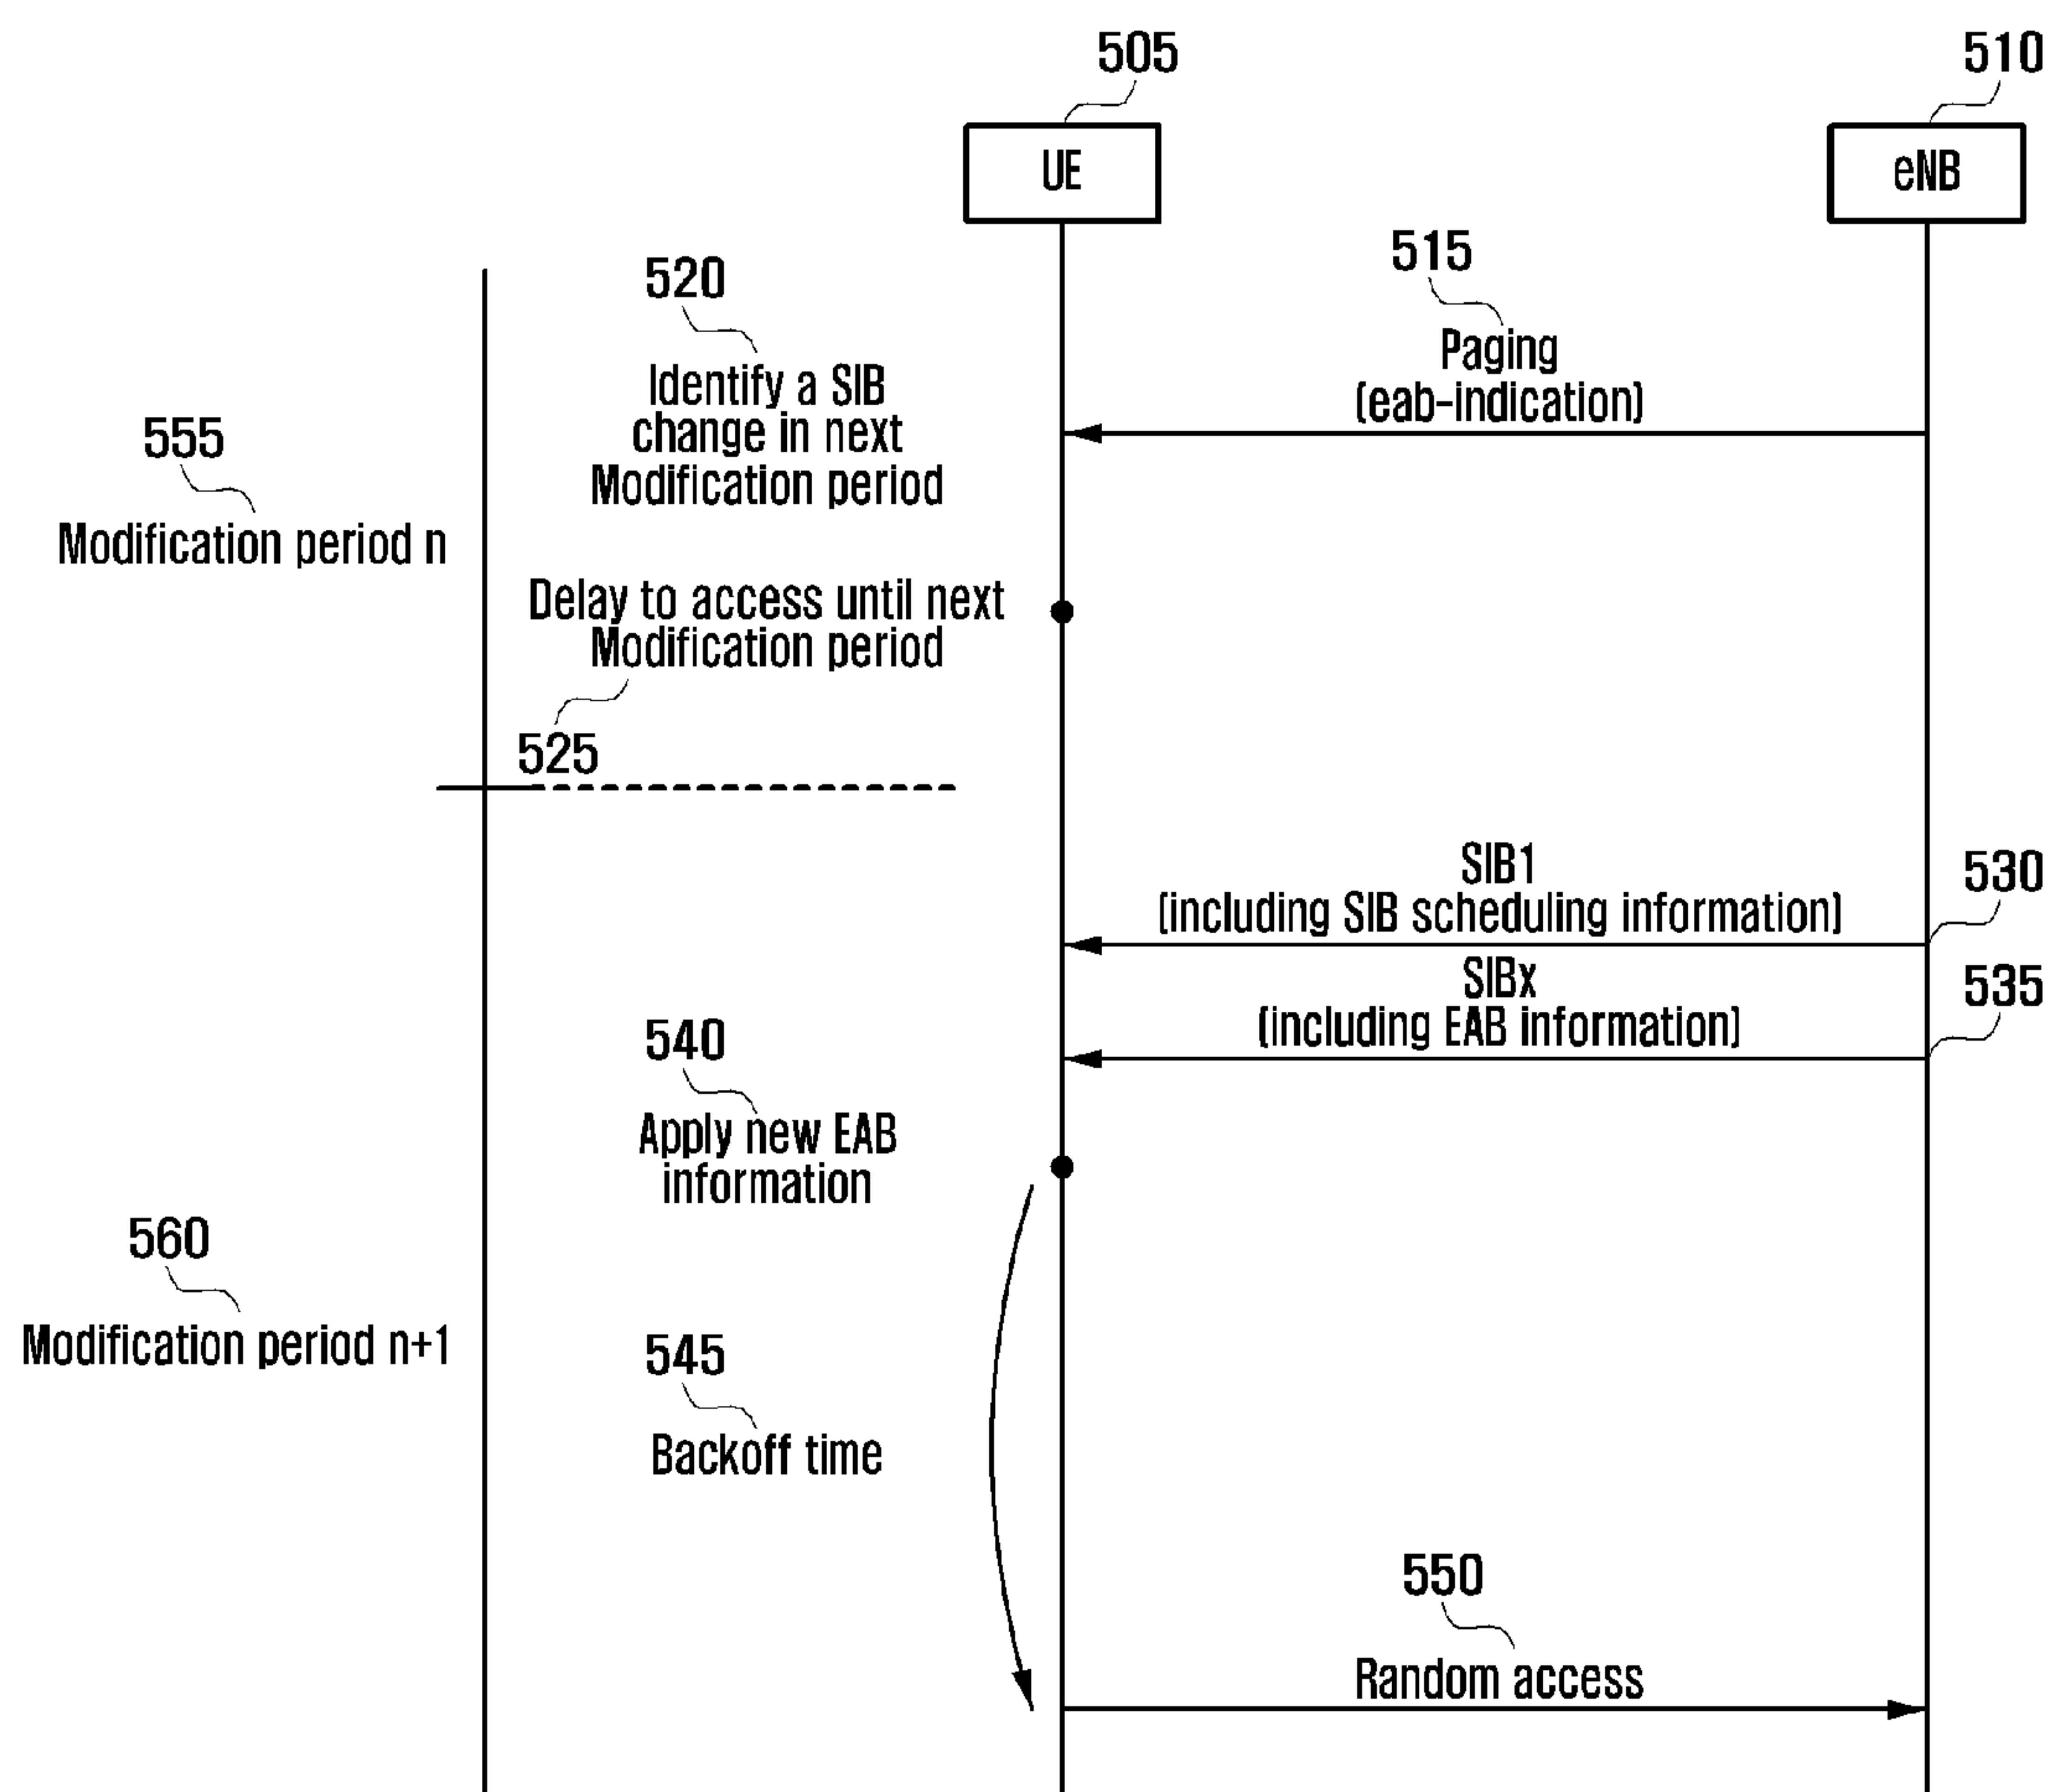 505
510
UE
eNB
515
Paging
(eab-indication)
520
Identify a SIB
change in next
Modification period
555
Modification period n
Delay to access until next
Modification period
525
SIB1
(including SIB scheduling information)
530
SIBx
(including EAB information)
535
540
Apply new EAB
information
560
Modification period n+1
545
Backoff time
550
Random access